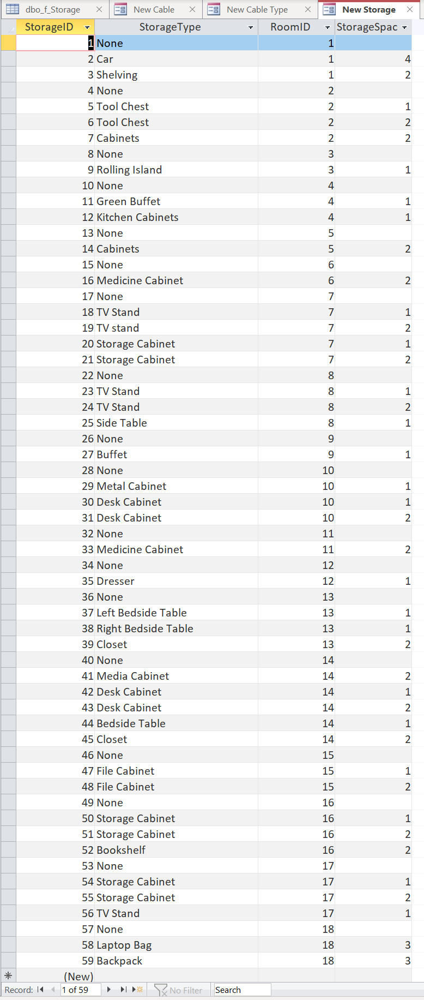 dbo_f_Storage New Cable New Cable Type New Storage
StorageID StorageType RoomID StorageSpac
1 None 1
2 Car 1 4
3 Shelving 1 2
4 None 2
5 Tool Chest 2 1
6 Tool Chest 2 2
7 Cabinets 2 2
8 None 3
9 Rolling Island 3 1
10 None 4
11 Green Buffet 4 1
12 Kitchen Cabinets 4 1
13 None 5
14 Cabinets 5 2
15 None 6
16 Medicine Cabinet 6 2
17 None 7
18 TV Stand 7 1
19 TV stand 7 2
20 Storage Cabinet 7 1
21 Storage Cabinet 7 2
22 None 8
23 TV Stand 8 1
24 TV Stand 8 2
25 Side Table 8 1
26 None 9
27 Buffet 9 1
28 None 10
29 Metal Cabinet 10 1
30 Desk Cabinet 10 1
31 Desk Cabinet 10 2
32 None 11
33 Medicine Cabinet 11 2
34 None 12
35 Dresser 12 1
36 None 13
37 Left Bedside Table 13 1
38 Right Bedside Table 13 1
39 Closet 13 2
40 None 14
41 Media Cabinet 14 2
42 Desk Cabinet 14 1
43 Desk Cabinet 14 2
44 Bedside Table 14 1
45 Closet 14 2
46 None 15
47 File Cabinet 15 1
48 File Cabinet 15 2
49 None 16
50 Storage Cabinet 16 1
51 Storage Cabinet 16 2
52 Bookshelf 16 2
53 None 17
54 Storage Cabinet 17 1
55 Storage Cabinet 17 2
56 TV Stand 17 1
57 None 18
58 Laptop Bag 18 3
59 Backpack 18 3
(New)
Record: 1 of 59 No Filter Search